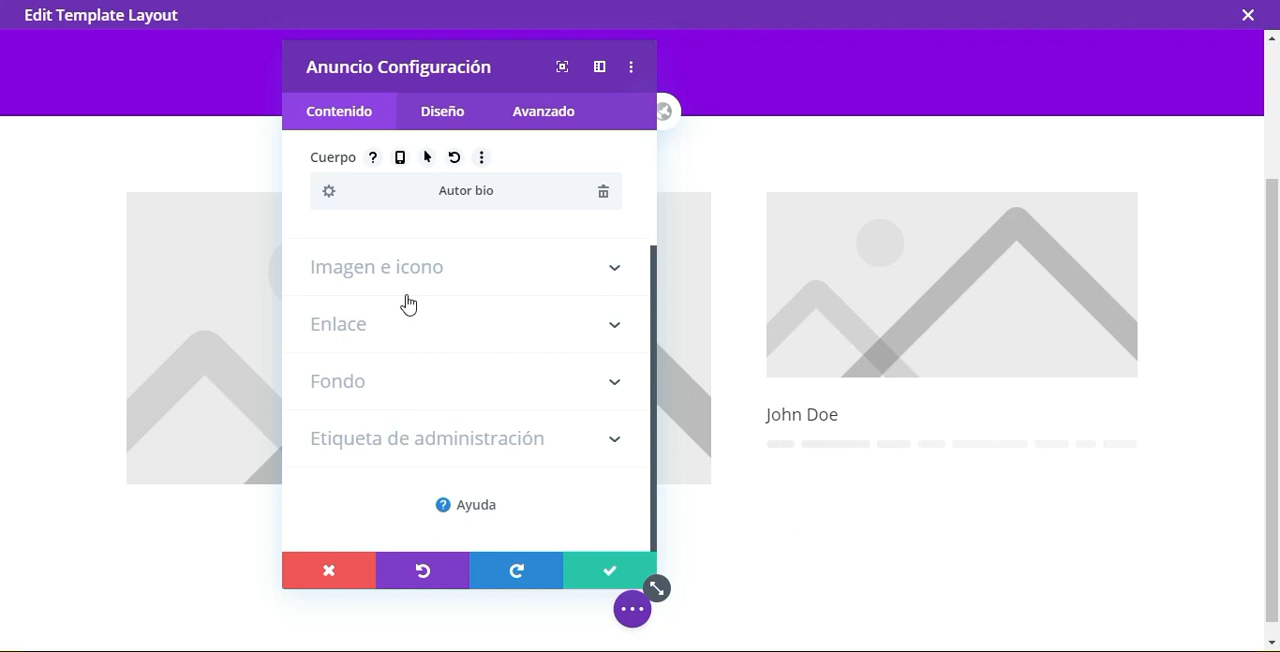 Edit Template Layout
Anuncio Configuración
Contenido Diseño Avanzado
Cuerpo ?
Autor bio
Imagen e icono
Enlace
Fondo
Etiqueta de administración
? Ayuda
John Doe